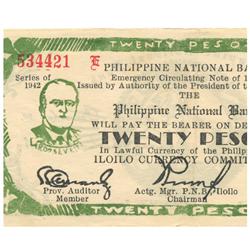 TWENTY PESO
534421 E
PHILIPPINE NATIONAL BA
Series of
1942
Emergency Circulating Note of
Issued by Authority of the President of t
THE
Philippine National Ba
WILL PAY THE BEARER ON DE
TWENTY PESO
In Lawful Currency of the Philip
ILOILO CURRENCY COMMIT
ROOSEVELT
Prov. Auditor
Member
Actg. Mgr. P.N.B., Iloilo
Chairman
TWENTY PESO